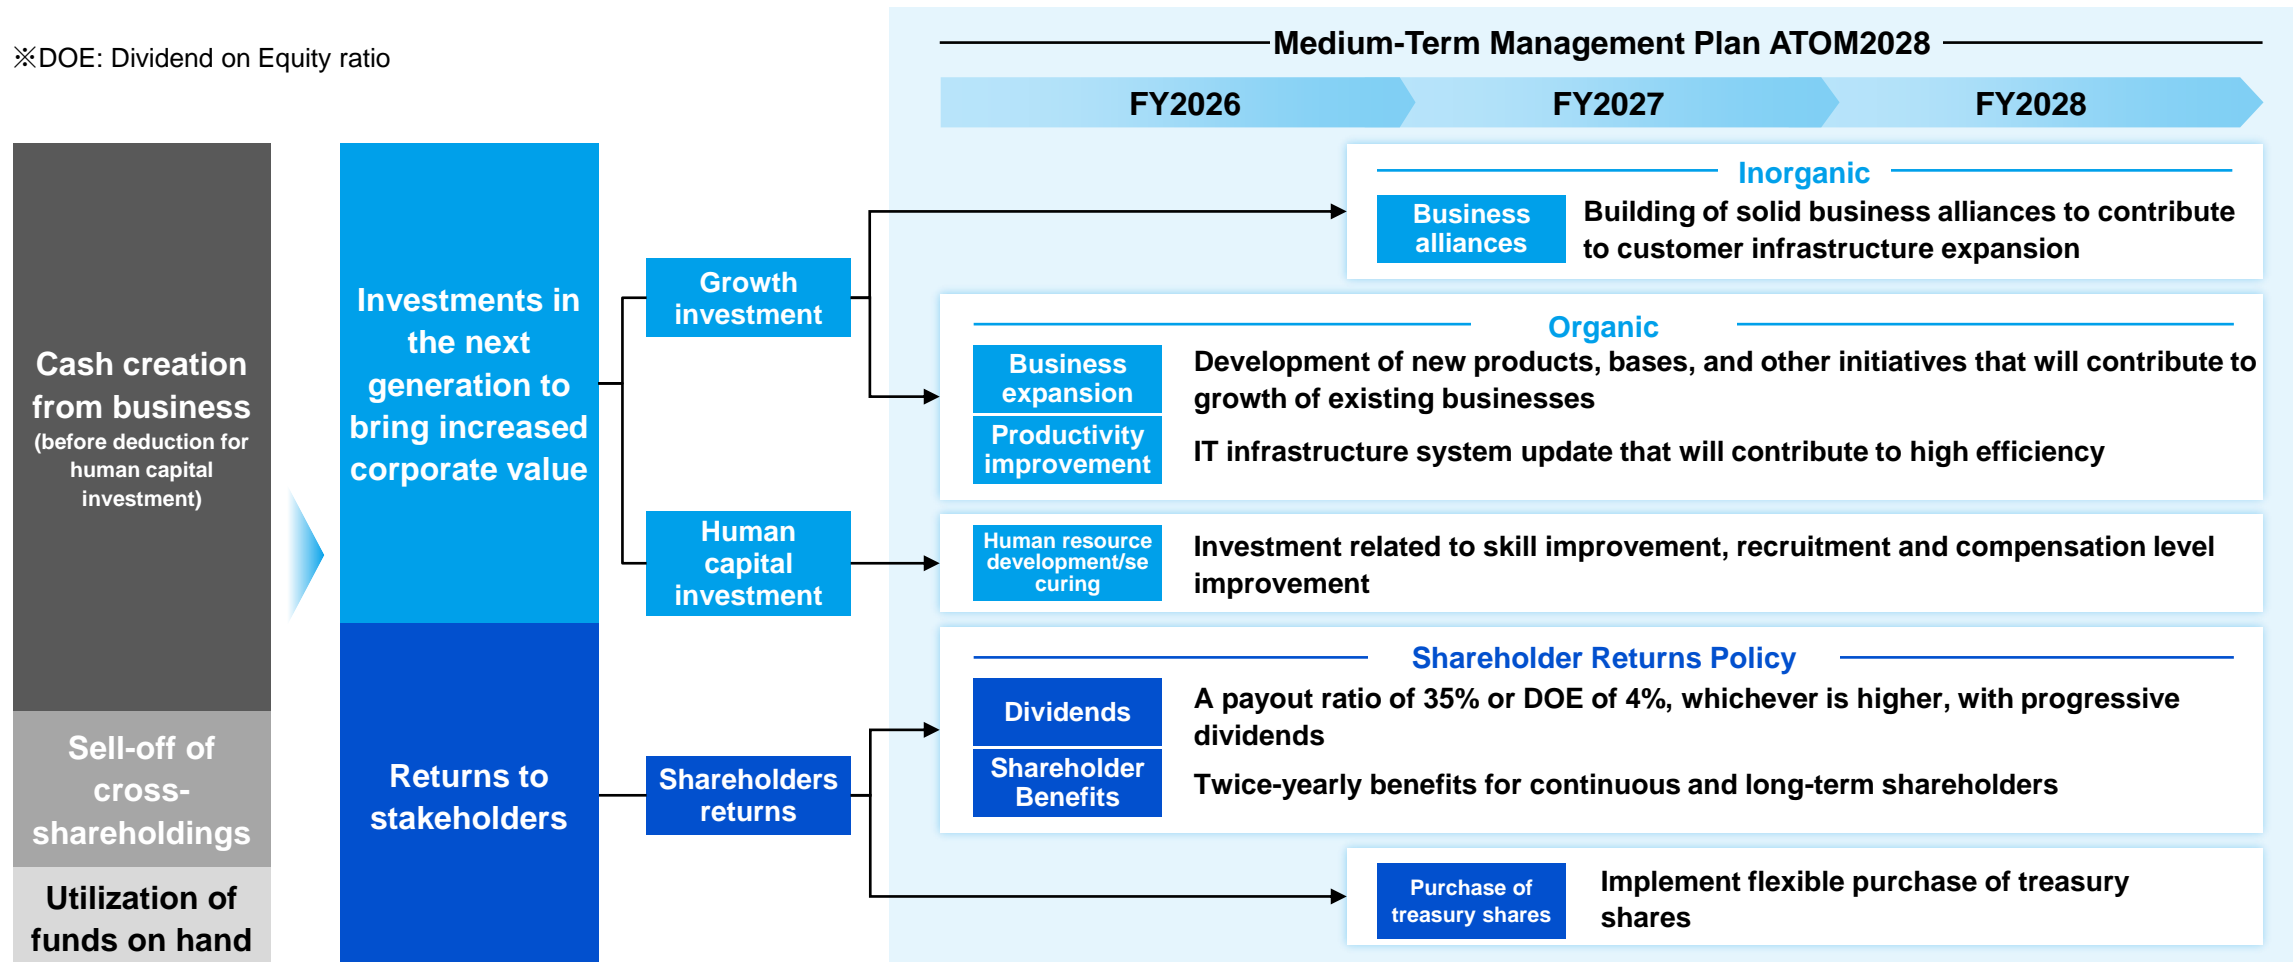 ※DOE: Dividend on Equity ratio
Medium-Term Management Plan ATOM2028
FY2026
FY2027
FY2028
Cash creation
from business
(before deduction for
human capital
investment)
Sell-off of
cross-
shareholdings
Utilization of
funds on hand
Investments in
the next
generation to
bring increased
corporate value
Returns to
stakeholders
Growth
investment
Human
capital
investment
Shareholders
returns
Inorganic
Business
alliances
Building of solid business alliances to contribute
to customer infrastructure expansion
Organic
Business
expansion
Development of new products, bases, and other initiatives that will contribute to
growth of existing businesses
Productivity
improvement
IT infrastructure system update that will contribute to high efficiency
Human resource
development/se
curing
Investment related to skill improvement, recruitment and compensation level
improvement
Shareholder Returns Policy
Dividends
A payout ratio of 35% or DOE of 4%, whichever is higher, with progressive
dividends
Shareholder
Benefits
Twice-yearly benefits for continuous and long-term shareholders
Purchase of
treasury shares
Implement flexible purchase of treasury
shares